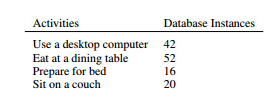 Activities Database Instances
Use a desktop computer 42
Eat at a dining table 52
Prepare for bed 16
Sit on a couch 20